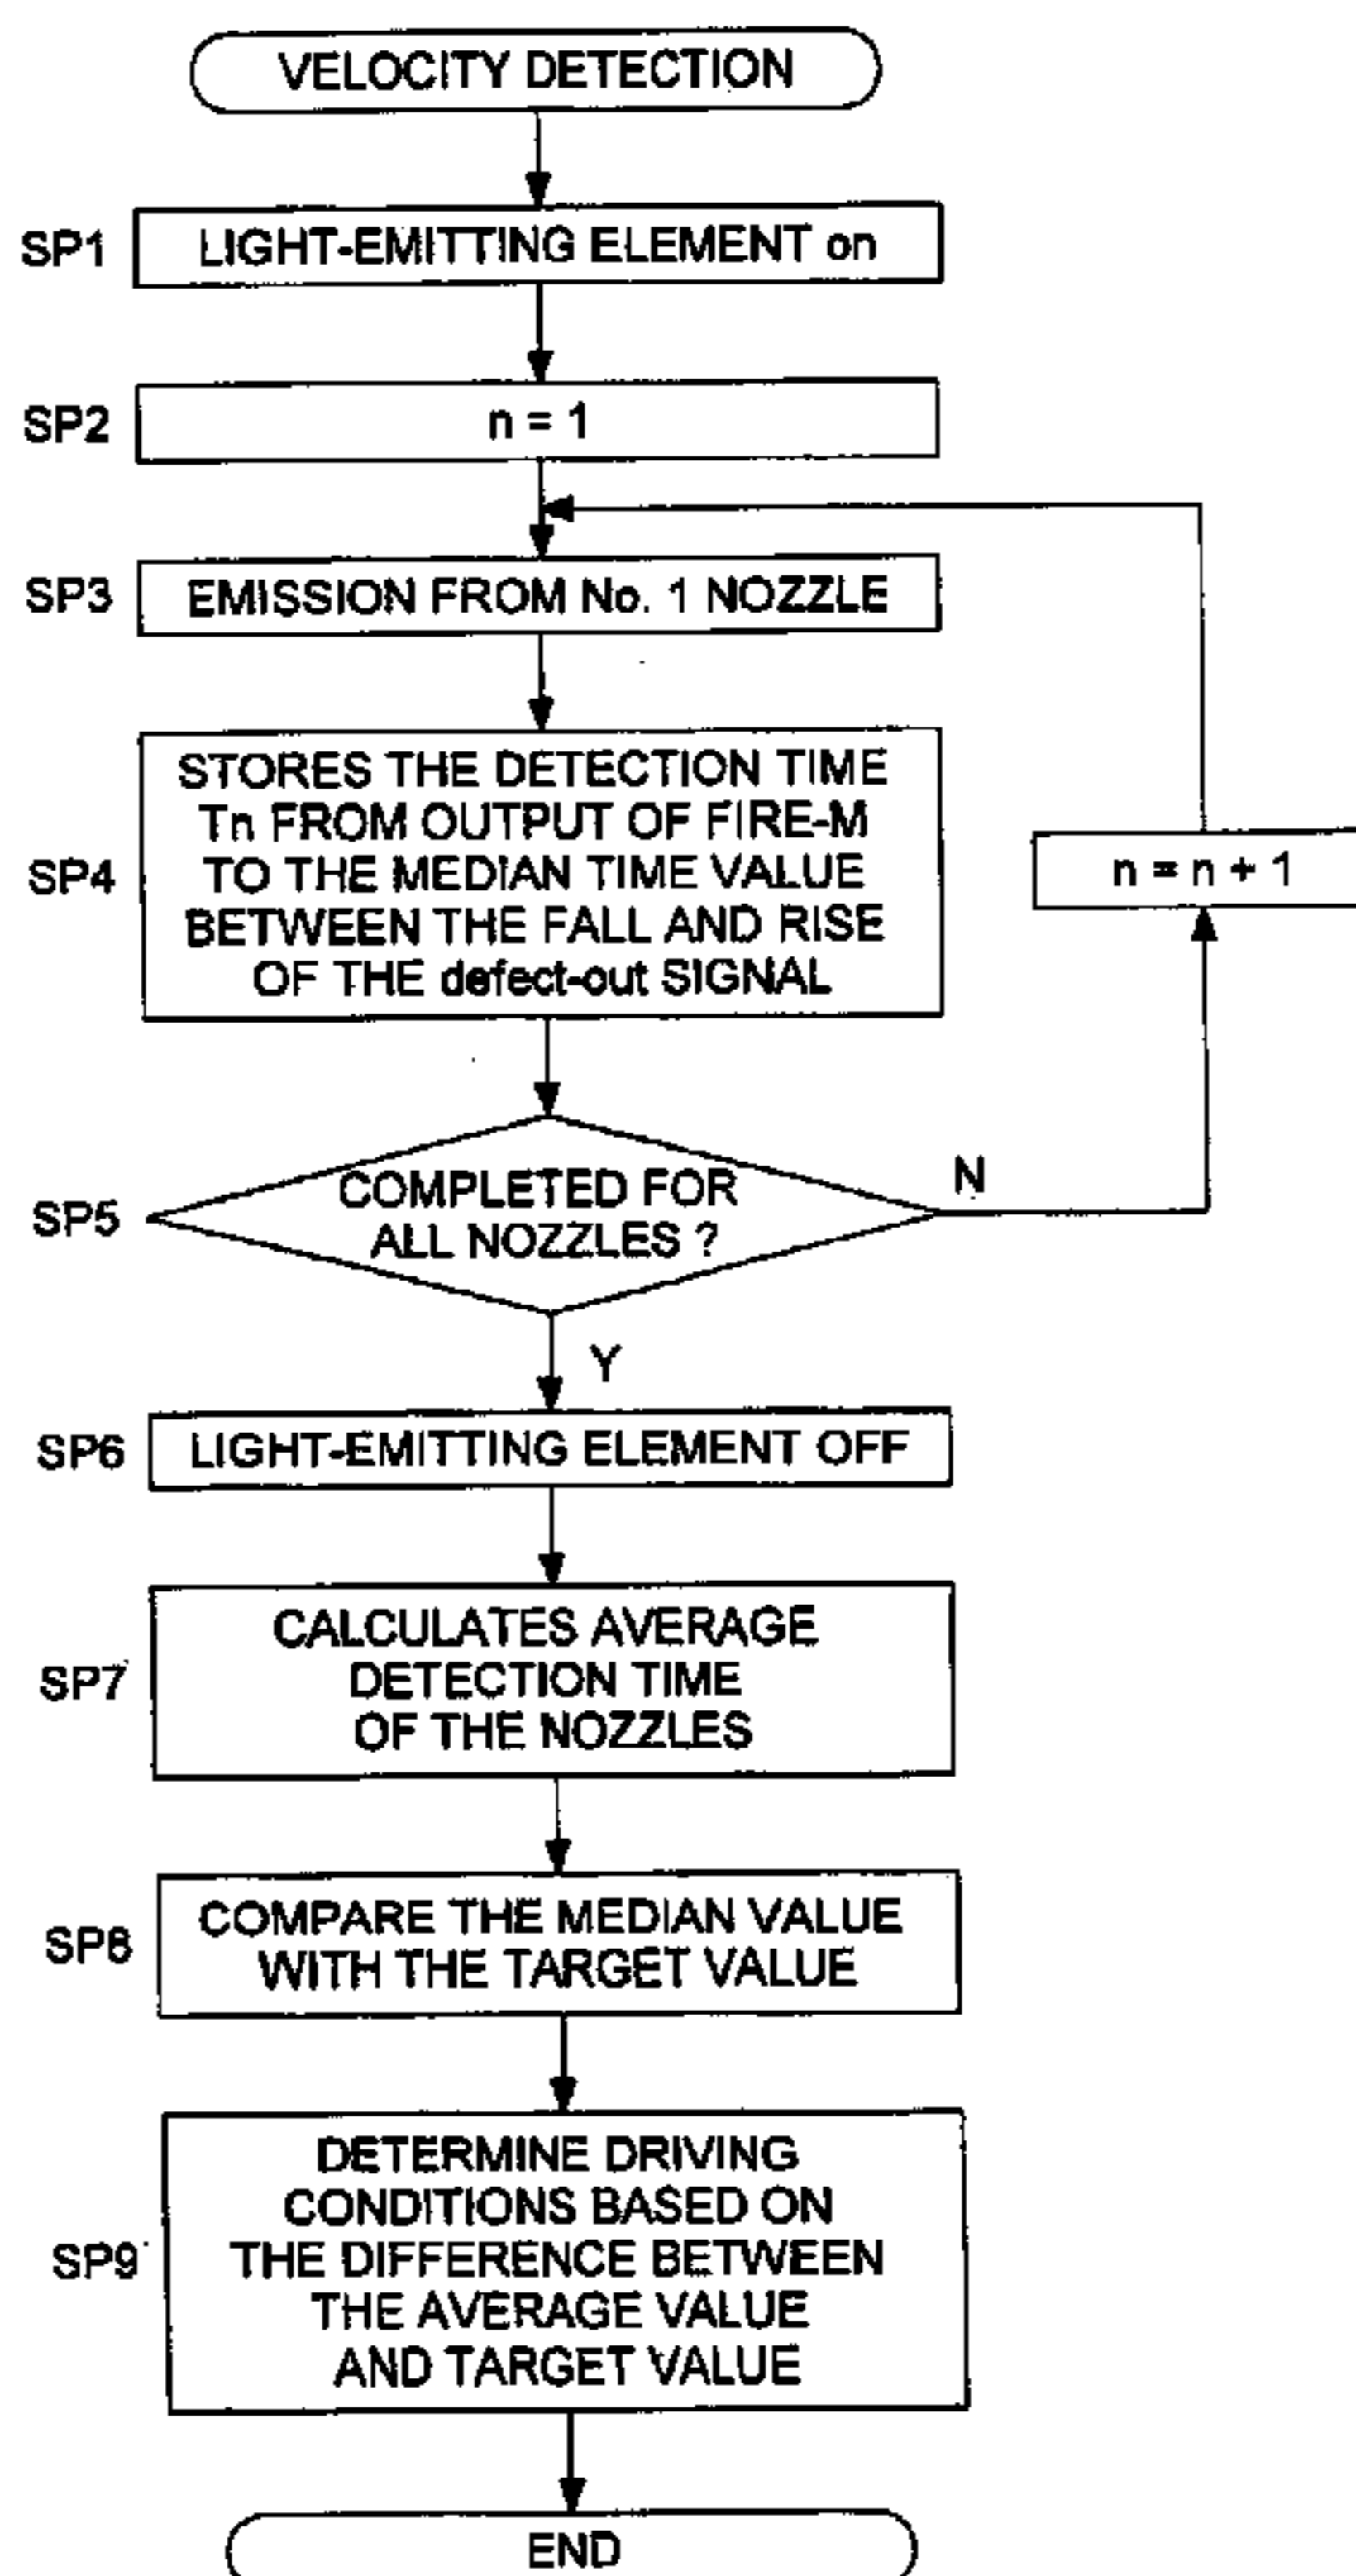 VELOCITY DETECTION
SP1
LIGHT-EMITTING ELEMENT on
SP2
n = 1
SP3
EMISSION FROM No. 1 NOZZLE
SP4
STORES THE DETECTION TIME
Tn FROM OUTPUT OF FIRE-M
TO THE MEDIAN TIME VALUE
BETWEEN THE FALL AND RISE
OF THE defect-out SIGNAL
n = n + 1
SP5
COMPLETED FOR
ALL NOZZLES ?
N
Y
SP6
LIGHT-EMITTING ELEMENT OFF
SP7
CALCULATES AVERAGE
DETECTION TIME
OF THE NOZZLES
SP8
COMPARE THE MEDIAN VALUE
WITH THE TARGET VALUE
SP9
DETERMINE DRIVING
CONDITIONS BASED ON
THE DIFFERENCE BETWEEN
THE AVERAGE VALUE
AND TARGET VALUE
END